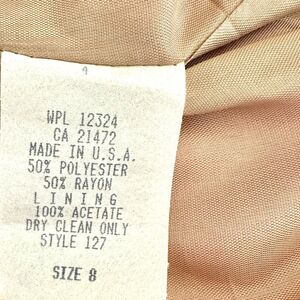 WPL 12324
CA 21472
MADE IN U.S.A.
50% POLYESTER
50% RAYON
LINING
100% ACETATE
DRY CLEAN ONLY
STYLE 127
SIZE 8